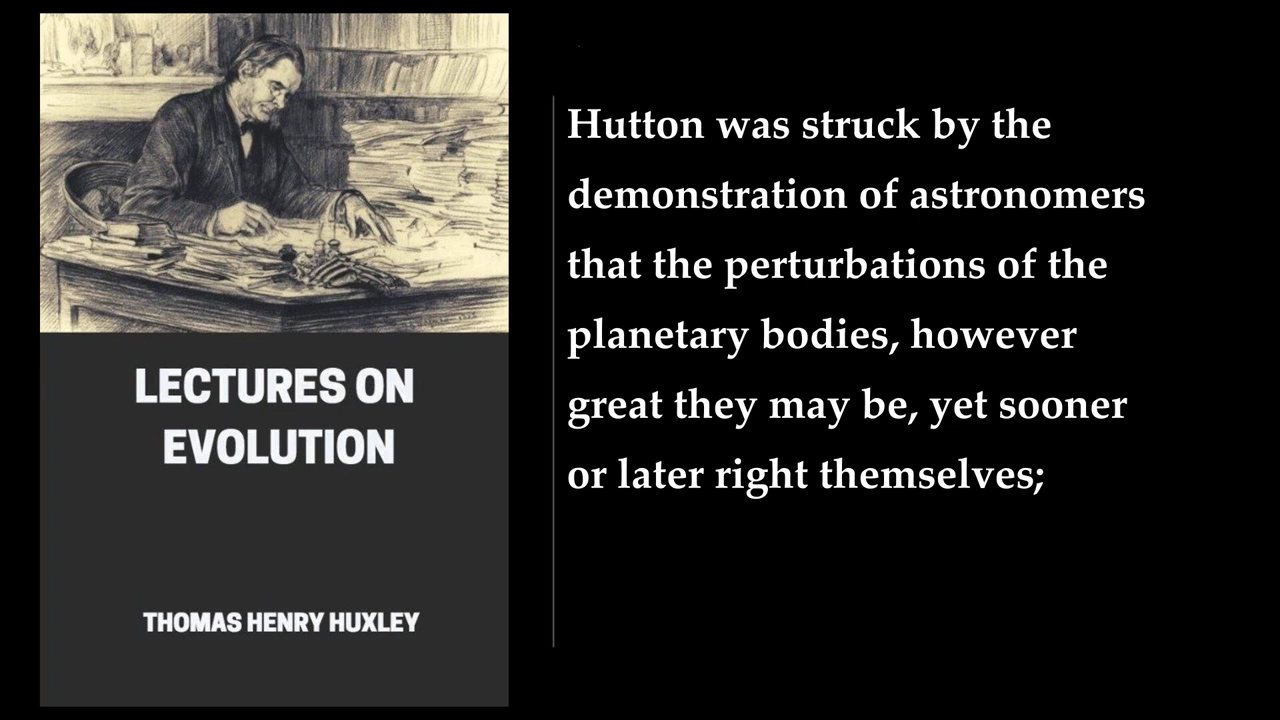 LECTURES ON
EVOLUTION
THOMAS HENRY HUXLEY
Hutton was struck by the
demonstration of astronomers
that the perturbations of the
planetary bodies, however
great they may be, yet sooner
or later right themselves;